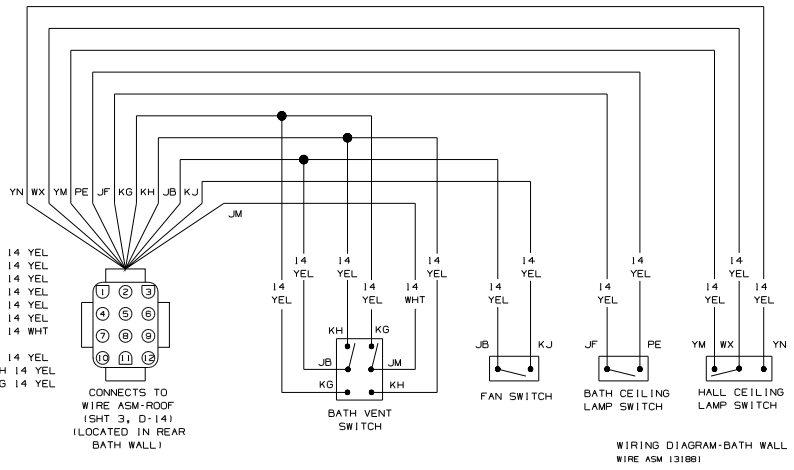 YN WX YM PE JF KG KH JB KJ
JM
14 YEL
14 YEL
14 YEL
14 YEL
14 YEL
14 YEL
14 WHT
14 YEL
H 14 YEL
G 14 YEL
1 2 3
4 5 6
7 8 9
10 11 12
CONNECTS TO
WIRE ASM-ROOF
(SHT 3, D-14)
(LOCATED IN REAR
BATH WALL)
14
YEL
14
YEL
14
YEL
14
YEL
14
WHT
14
YEL
KH KG
JB JM
KG KH
BATH VENT
SWITCH
14
YEL
14
YEL
JB KJ
FAN SWITCH
14
YEL
14
YEL
JF PE
BATH CEILING
LAMP SWITCH
14
YEL
14
YEL
14
YEL
YM WX YN
HALL CEILING
LAMP SWITCH
WIRING DIAGRAM-BATH WALL
WIRE ASM 131881